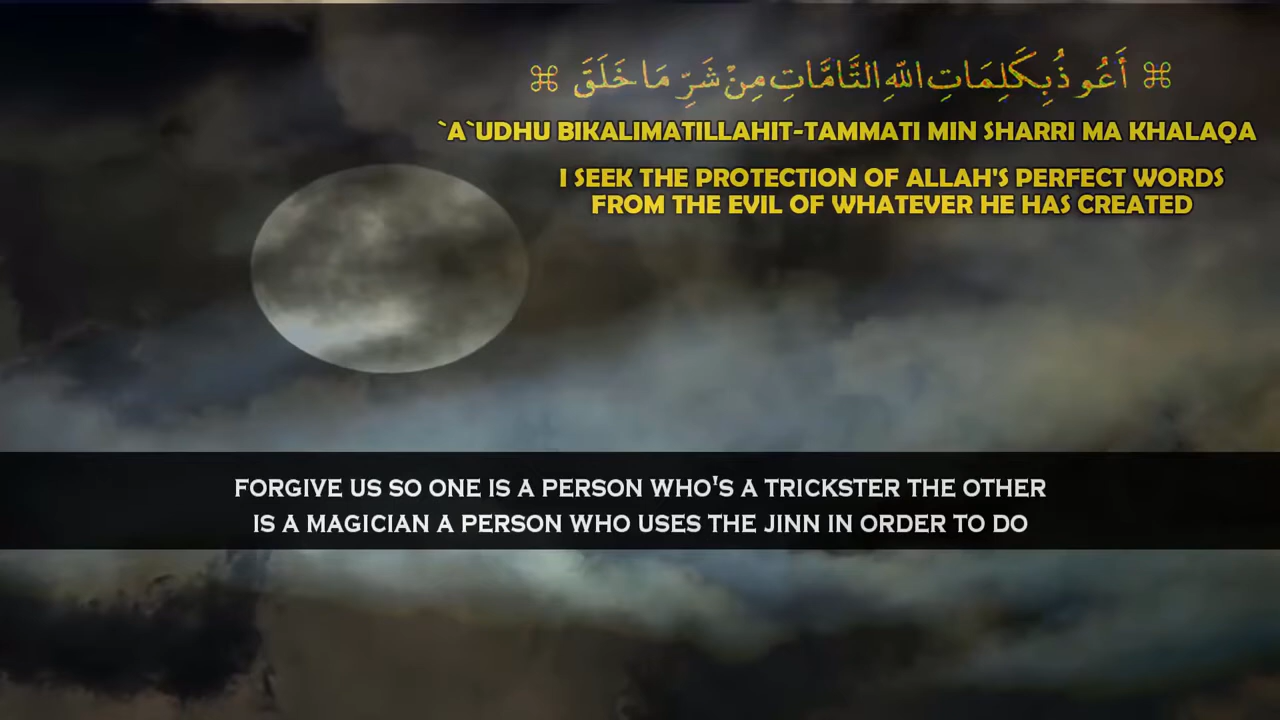 ⌘ أَعُوذُ بِكَلِمَاتِ اللّٰهِ التَّامَّاتِ مِنْ شَرِّ مَا خَلَقَ ⌘
`A`UDHU BIKALIMATILLAHIT-TAMMATI MIN SHARRI MA KHALAQA
I SEEK THE PROTECTION OF ALLAH'S PERFECT WORDS
FROM THE EVIL OF WHATEVER HE HAS CREATED
FORGIVE US SO ONE IS A PERSON WHO'S A TRICKSTER THE OTHER
IS A MAGICIAN A PERSON WHO USES THE JINN IN ORDER TO DO